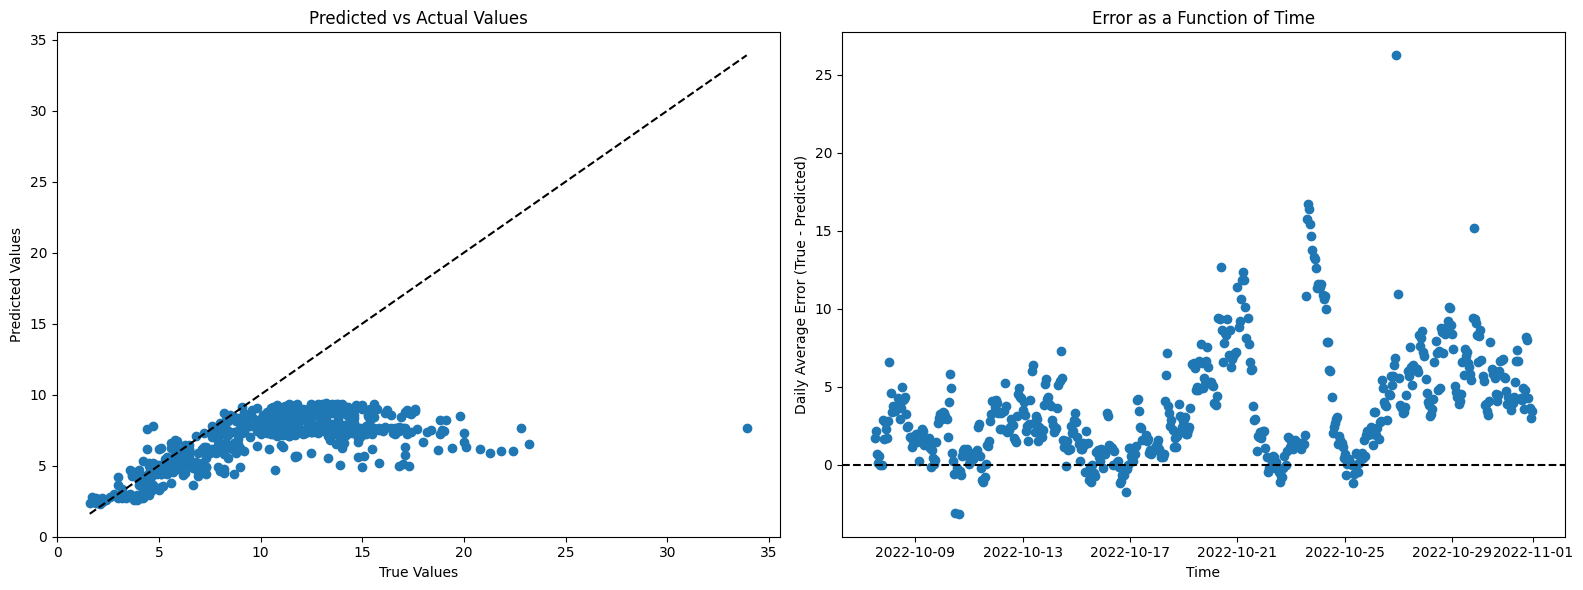 Predicted vs Actual Values
Predicted Values
35
30
25
20
15
10
5
0
0 5 10 15 20 25 30 35
True Values
Error as a Function of Time
Daily Average Error (True - Predicted)
25
20
15
10
5
0
2022-10-09 2022-10-13 2022-10-17 2022-10-21 2022-10-25 2022-10-29 2022-11-01
Time